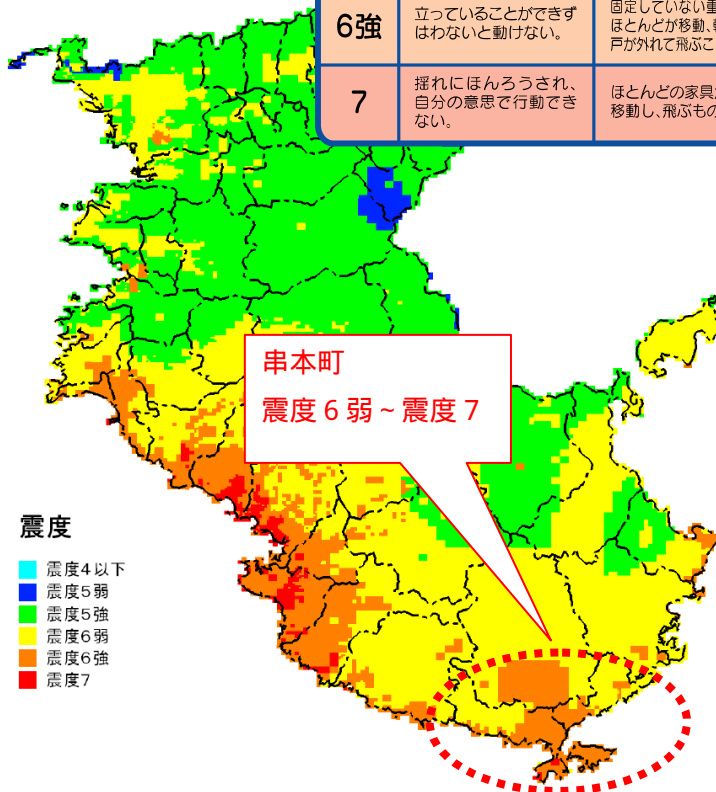 6強
立っていることができず
はわないと動けない。
固定していない重
ほとんどが移動、
戸が外れて飛ぶこ
7
揺れにほんろうされ、
自分の意思で行動でき
ない。
ほとんどの家具
移動し、飛ぶもの
串本町
震度6弱~震度7
震度
震度4以下
震度5弱
震度5強
震度6弱
震度6強
震度7